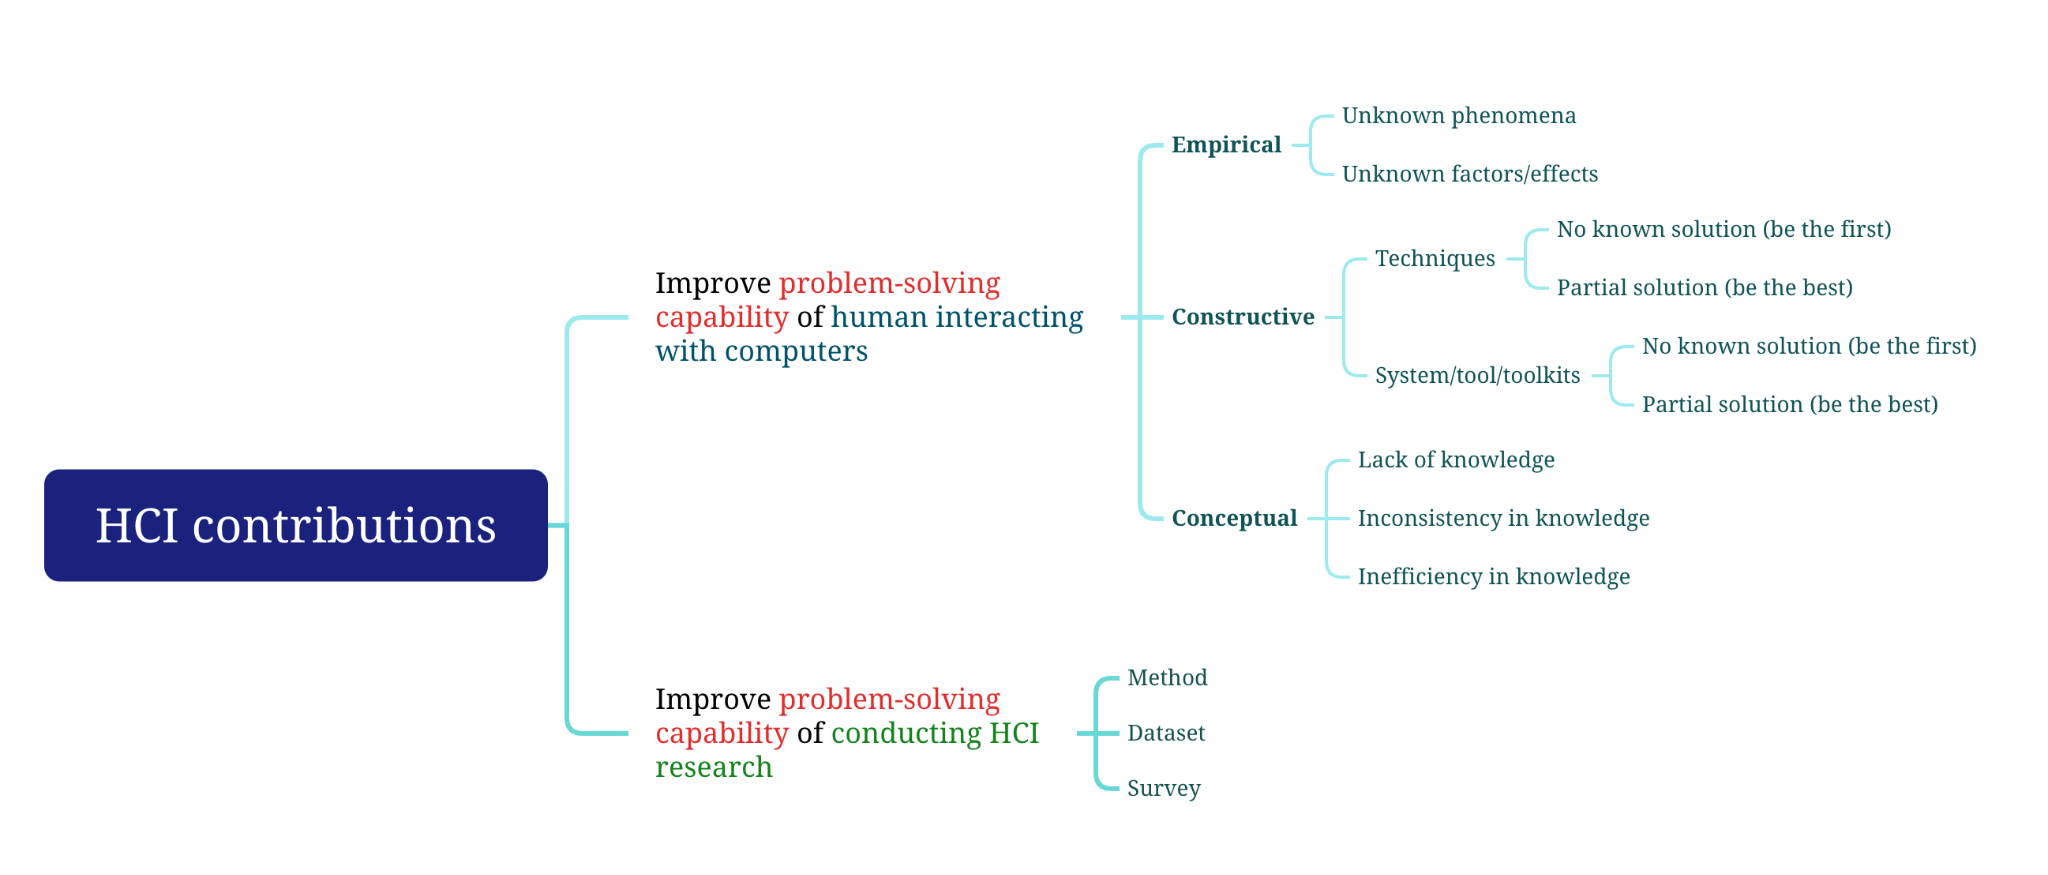 HCI contributions
Improve problem-solving
capability of human interacting
with computers
Empirical
Unknown phenomena
Unknown factors/effects
Constructive
Techniques
No known solution (be the first)
Partial solution (be the best)
System/tool/toolkits
No known solution (be the first)
Partial solution (be the best)
Conceptual
Lack of knowledge
Inconsistency in knowledge
Inefficiency in knowledge
Improve problem-solving
capability of conducting HCI
research
Method
Dataset
Survey